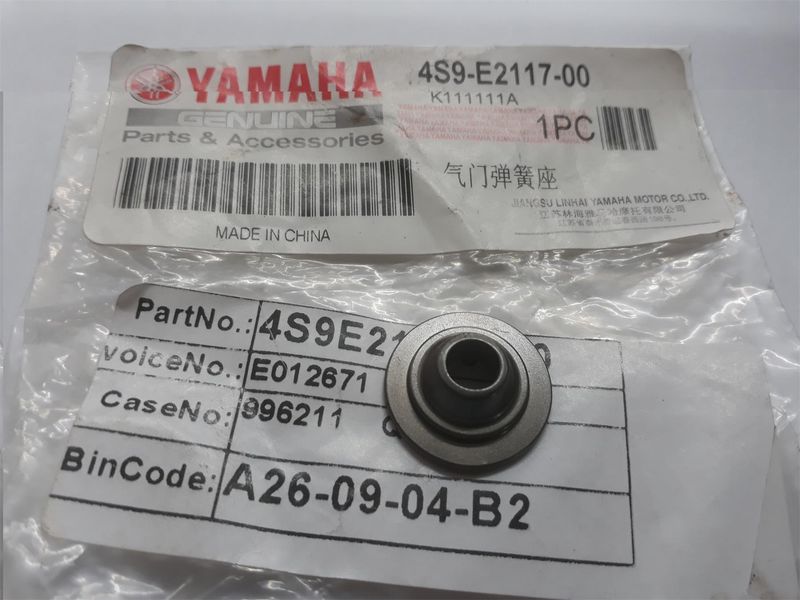 YAMAHA
GENUINE
Parts & Accessories
4S9-E2117-00
K111111A
1PC
气门弹簧座
JIANGSU LINHAI YAMAHA MOTOR CO.,LTD.
江苏林海雅马哈摩托有限公司
MADE IN CHINA
PartNo.: 4S9E21
voiceNo.: E012671
CaseNo: 996211
BinCode: A26-09-04-B2